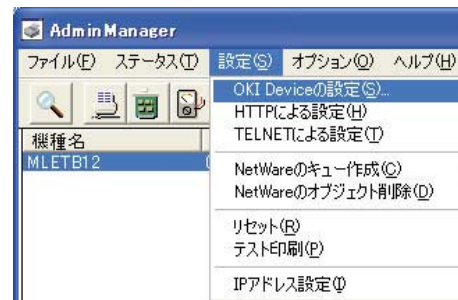 AdminManager
ファイル(F) ステータス(T) 設定(S) オプション(O) ヘルプ(H)
OKI Deviceの設定(S)...
HTTPによる設定(H)
TELNETによる設定(T)
機種名
MLETB12
NetWareのキュー作成(C)
NetWareのオブジェクト削除(D)
リセット(R)
テスト印刷(P)
IPアドレス設定(I)